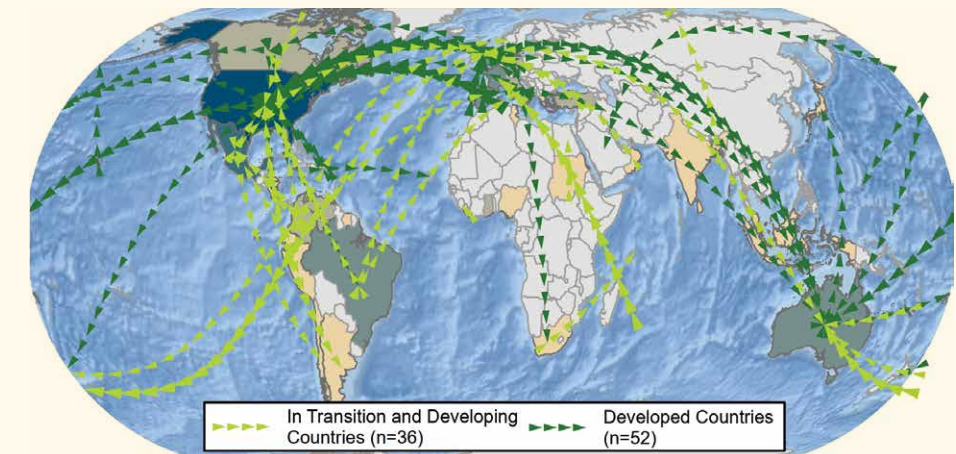 In Transition and Developing
Countries (n=36)
Developed Countries
(n=52)